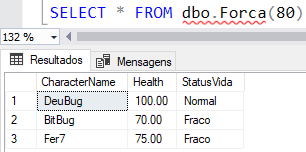 SELECT * FROM dbo.Forca(80)
132 %
Resultados Mensagens
CharacterName Health StatusVida
1 DeuBug 100.00 Normal
2 BitBug 70.00 Fraco
3 Fer7 75.00 Fraco